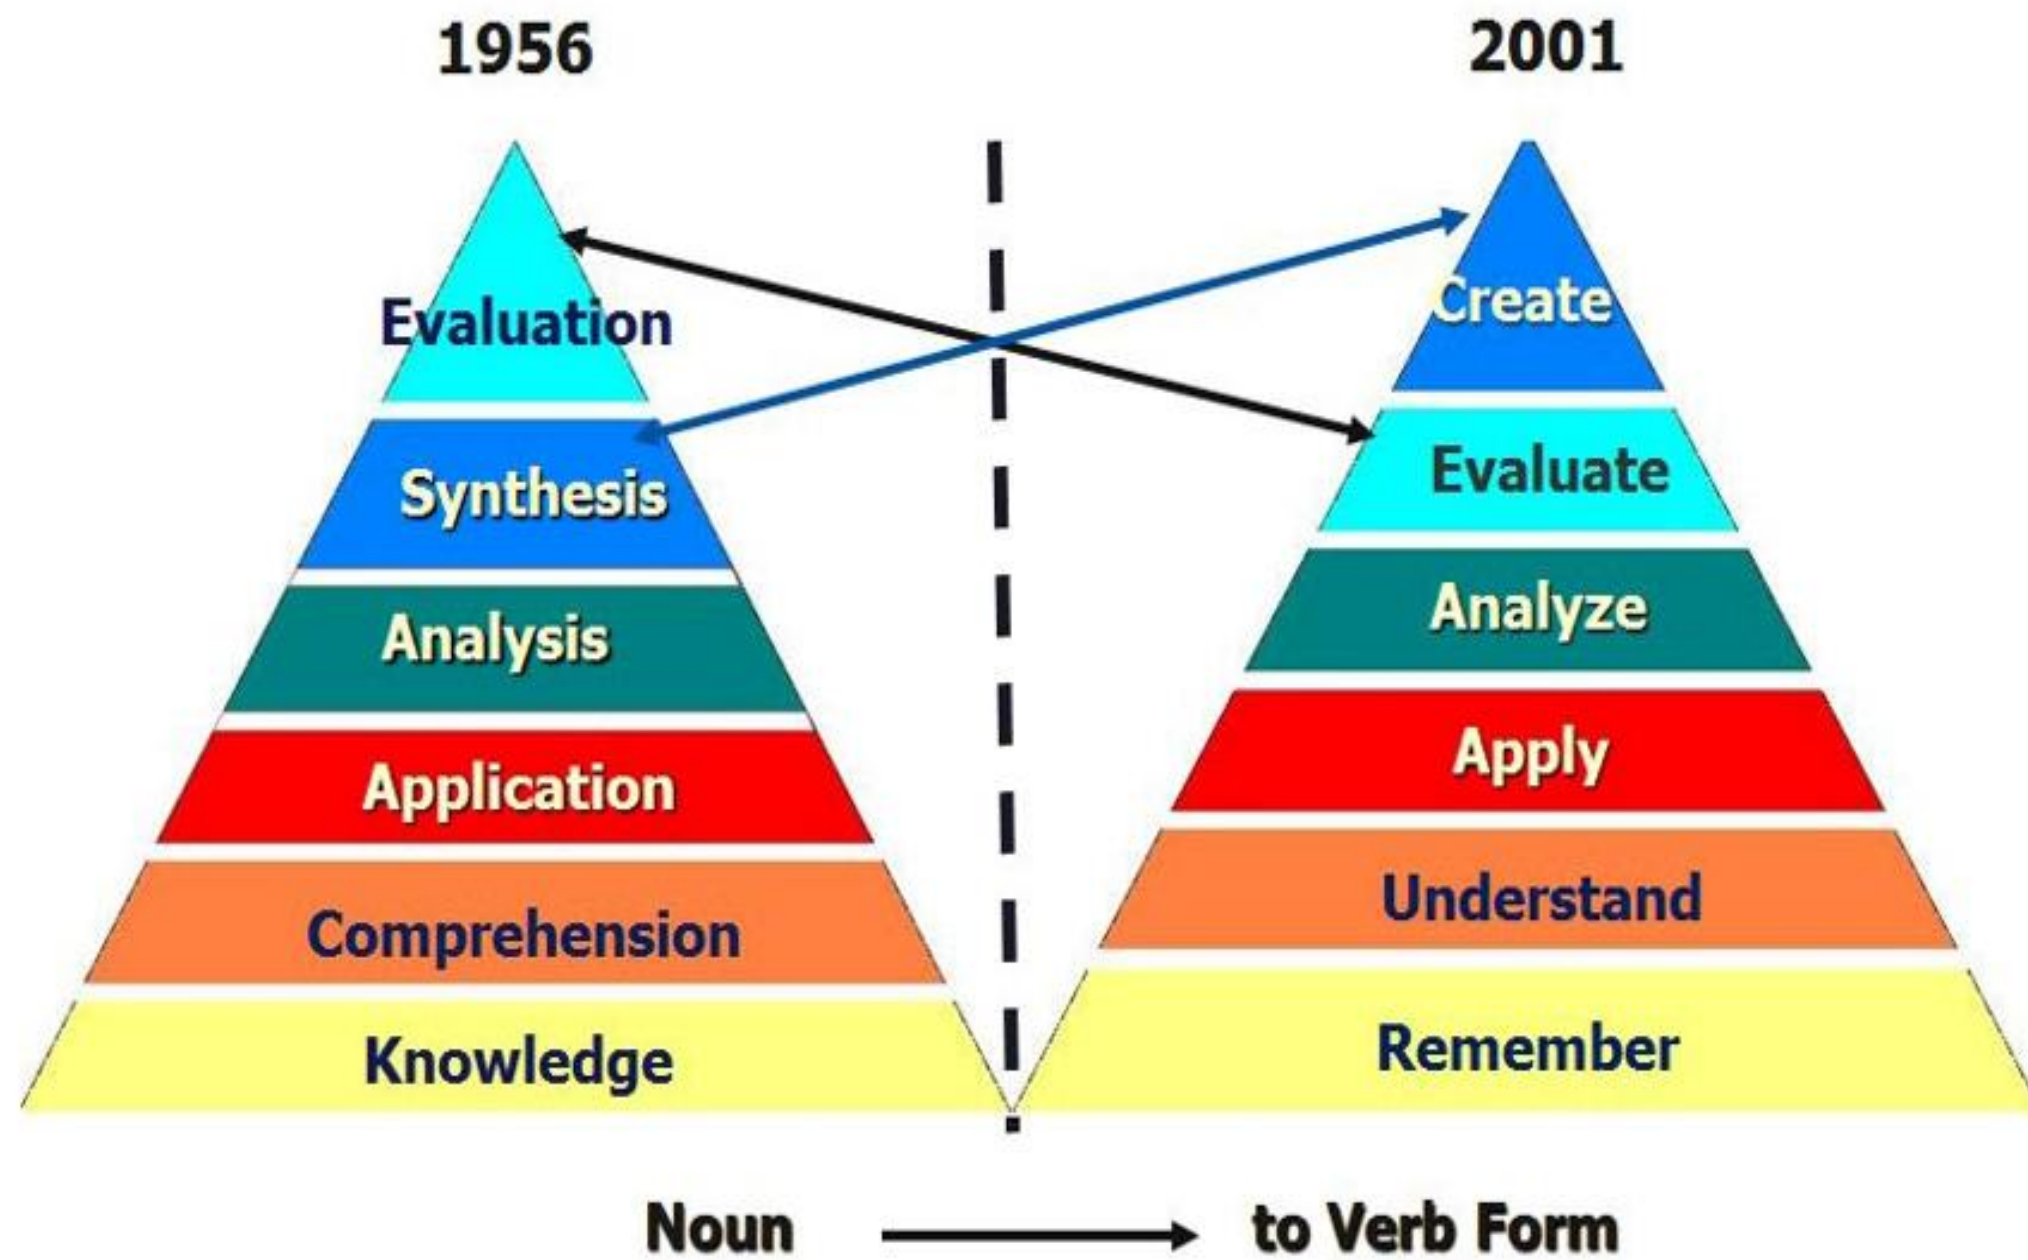 1956
2001
Evaluation
Synthesis
Analysis
Application
Comprehension
Knowledge
Create
Evaluate
Analyze
Apply
Understand
Remember
Noun to Verb Form